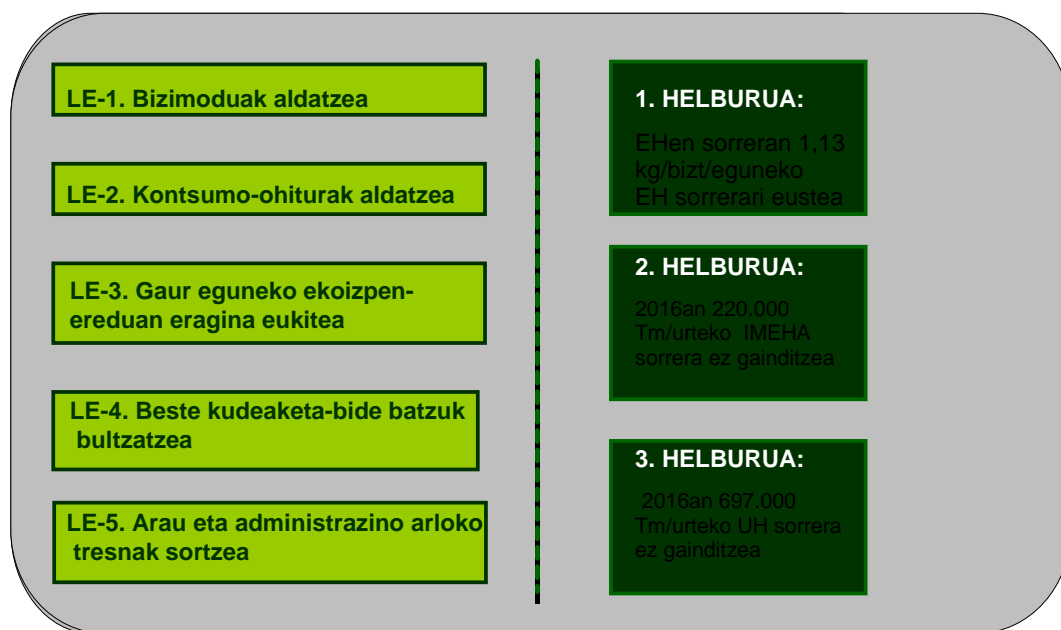 LE-1. Bizimoduak aldatzea
LE-2. Kontsumo-ohiturak aldatzea
LE-3. Gaur eguneko ekoizpen-
ereduan eragina eukitea
LE-4. Beste kudeaketa-bide batzuk
bultzatzea
LE-5. Arau eta administrazino arloko
tresnak sortzea
1. HELBURUA:
EHen sorreran 1,13
kg/bizt/eguneko
EH sorrerari eustea
2. HELBURUA:
2016an 220.000
Tm/urteko IMEHA
sorrera ez gainditzea
3. HELBURUA:
2016an 697.000
Tm/urteko UH sorrera
ez gainditzea